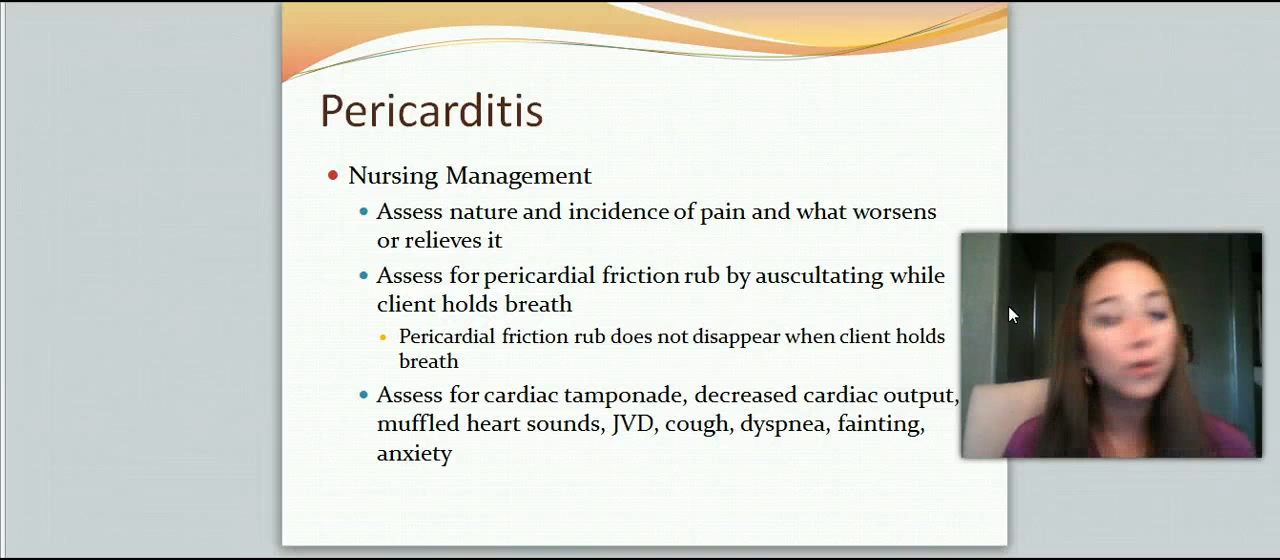 Pericarditis
Nursing Management
Assess nature and incidence of pain and what worsens
or relieves it
Assess for pericardial friction rub by auscultating while
client holds breath
Pericardial friction rub does not disappear when client holds
breath
Assess for cardiac tamponade, decreased cardiac output,
muffled heart sounds, JVD, cough, dyspnea, fainting,
anxiety